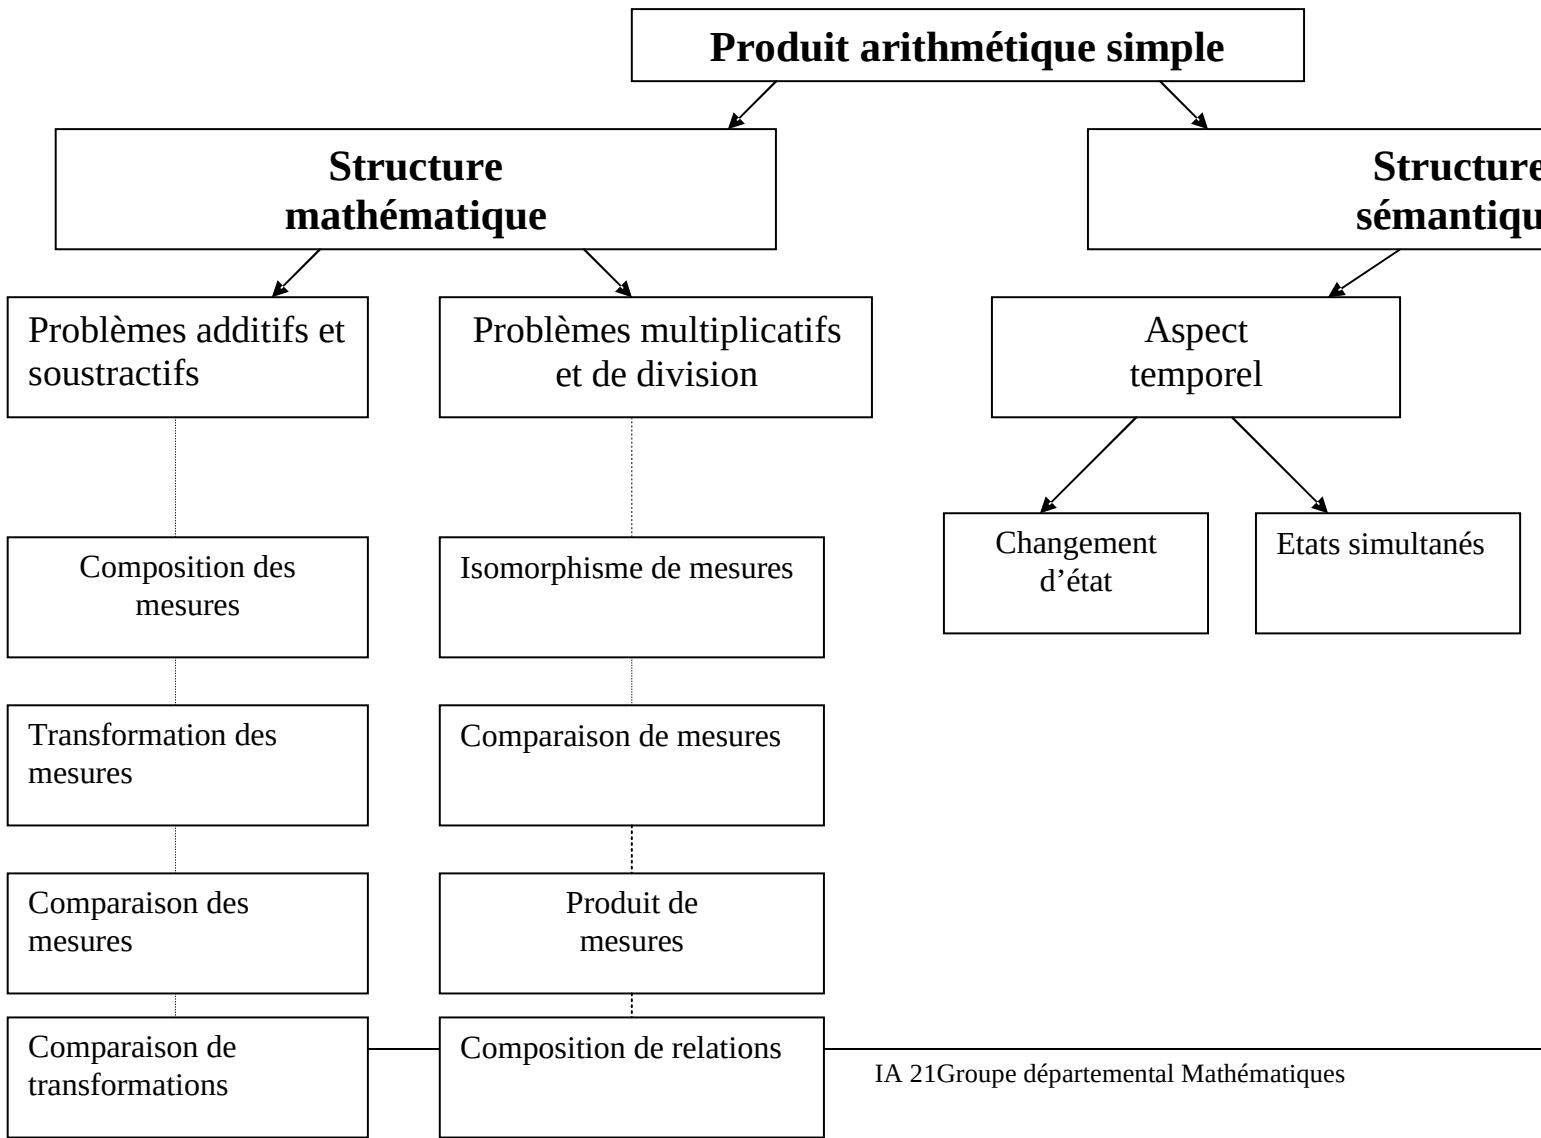 Produit arithmétique simple
Structure
mathématique
Structure
sémantiqu
Problèmes additifs et
soustractifs
Problèmes multiplicatifs
et de division
Aspect
temporel
Changement
d’état
Etats simultanés
Composition des
mesures
Isomorphisme de mesures
Transformation des
mesures
Comparaison de mesures
Comparaison des
mesures
Produit de
mesures
Comparaison de
transformations
Composition de relations
IA 21Groupe départemental Mathématiques